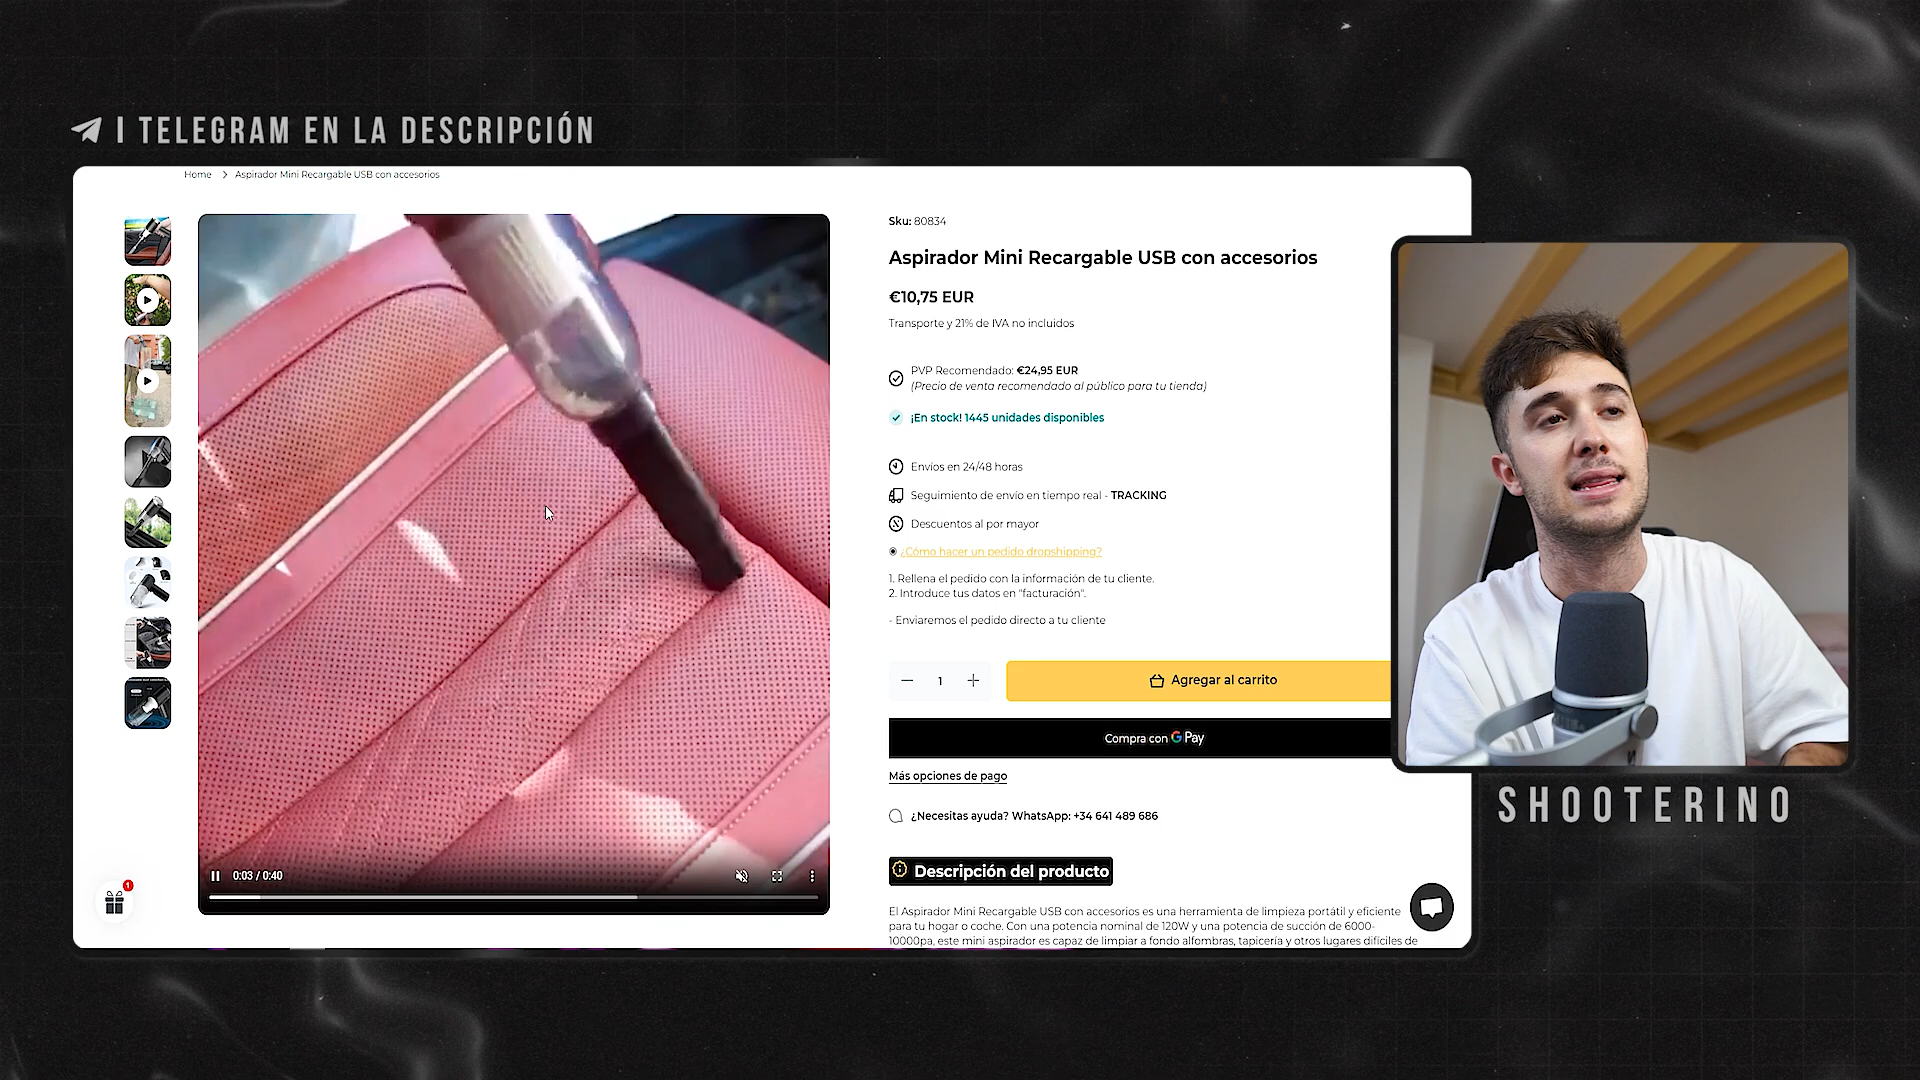 I TELEGRAM EN LA DESCRIPCIÓN
Home > Aspirador Mini Recargable USB con accesorios
Sku: 80834
Aspirador Mini Recargable USB con accesorios
€10,75 EUR
Transporte y 21% de IVA no incluidos
PVP Recomendado: €24,95 EUR
(Precio de venta recomendado al público para tu tienda)
¡En stock! 1445 unidades disponibles
Envíos en 24/48 horas
Seguimiento de envío en tiempo real - TRACKING
Descuentos al por mayor
¿Cómo hacer un pedido dropshipping?
1. Rellena el pedido con la información de tu cliente.
2. Introduce tus datos en "facturación".
- Enviaremos el pedido directo a tu cliente
1
Agregar al carrito
Compra con G Pay
Más opciones de pago
¿Necesitas ayuda? WhatsApp: +34 641 489 686
Descripción del producto
El Aspirador Mini Recargable USB con accesorios es una herramienta de limpieza portátil y eficiente
para tu hogar o coche. Con una potencia nominal de 120W y una potencia de succión de 6000-
10000pa, este mini aspirador es capaz de limpiar a fondo alfombras, tapicería y otros lugares difíciles de
0:03 / 0:40
1
SHOOTERINO